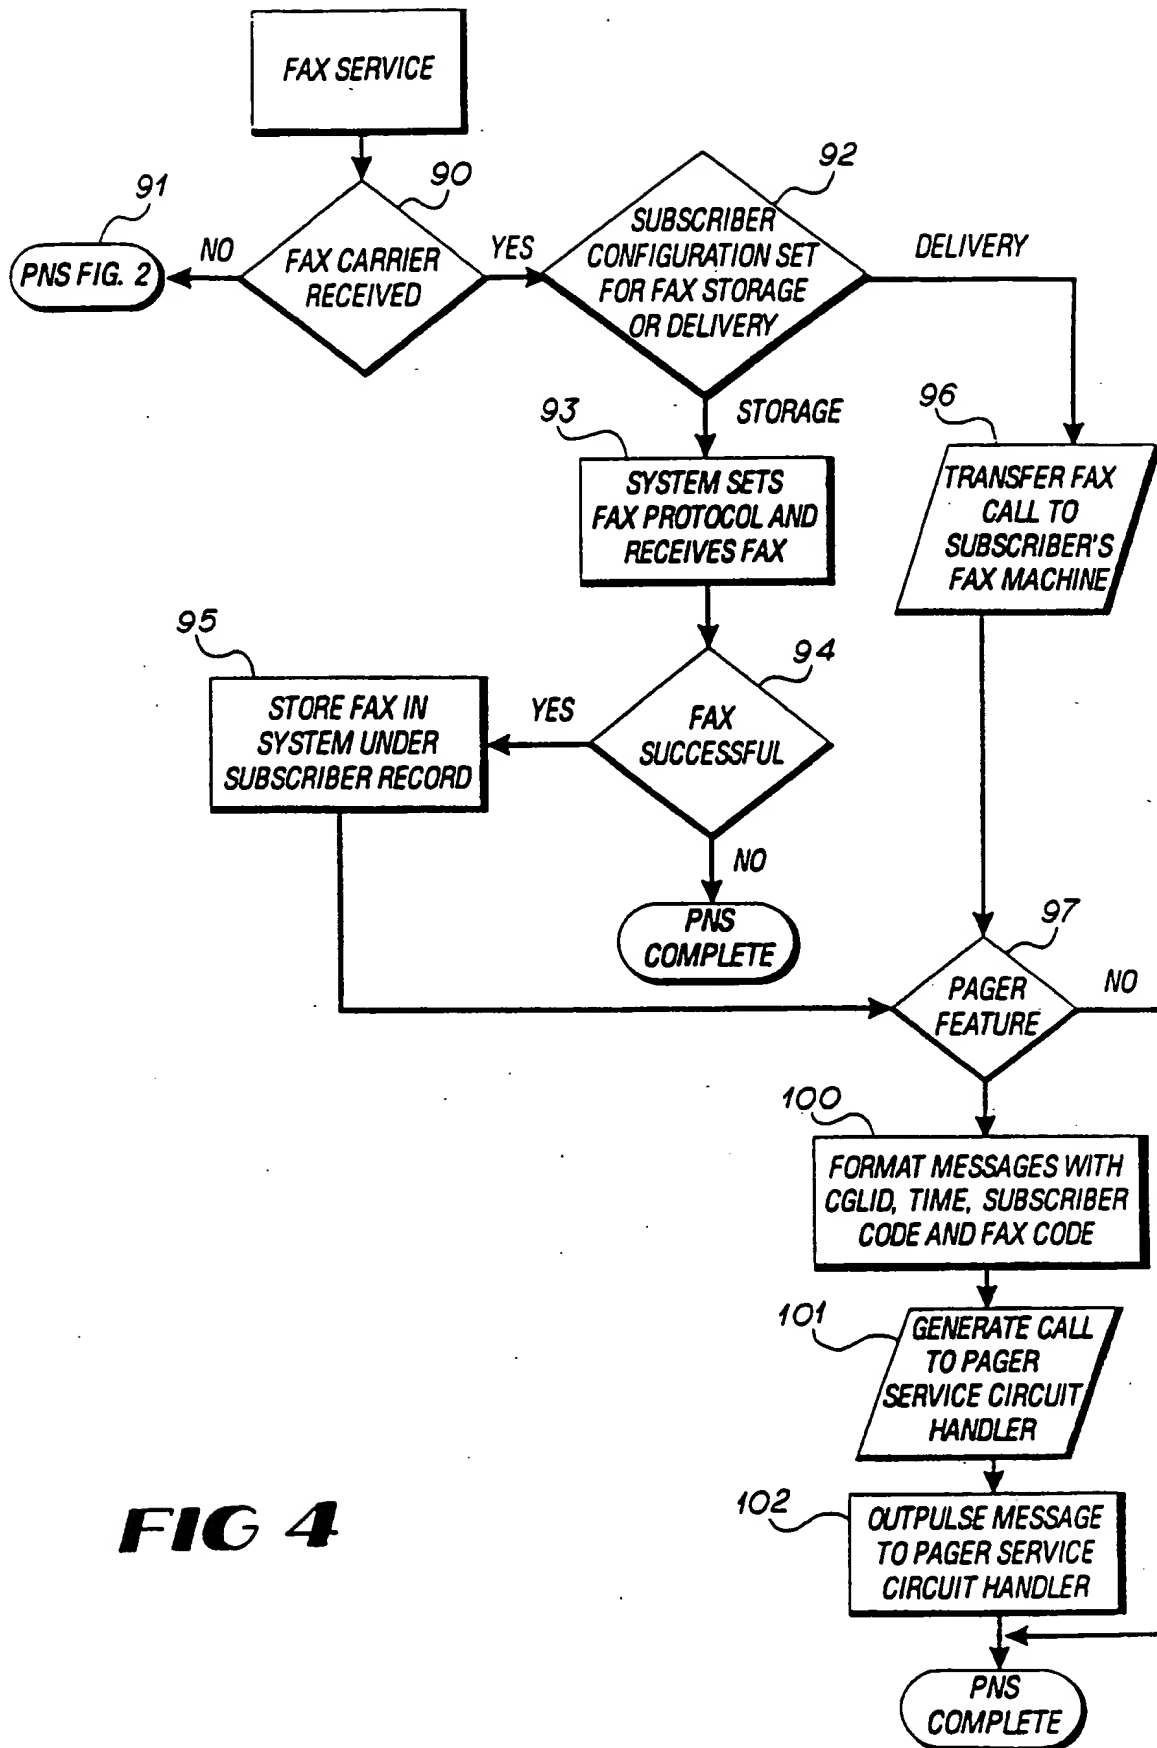 FAX SERVICE
90
91
92
NO
YES
DELIVERY
PNS FIG. 2
FAX CARRIER
RECEIVED
SUBSCRIBER
CONFIGURATION SET
FOR FAX STORAGE
OR DELIVERY
STORAGE
93
SYSTEM SETS
FAX PROTOCOL AND
RECEIVES FAX
96
TRANSFER FAX
CALL TO
SUBSCRIBER'S
FAX MACHINE
95
94
STORE FAX IN
SYSTEM UNDER
SUBSCRIBER RECORD
YES
FAX
SUCCESSFUL
NO
PNS
COMPLETE
97
PAGER
FEATURE
NO
100
FORMAT MESSAGES WITH
CGLID, TIME, SUBSCRIBER
CODE AND FAX CODE
101
GENERATE CALL
TO PAGER
SERVICE CIRCUIT
HANDLER
102
OUTPULSE MESSAGE
TO PAGER SERVICE
CIRCUIT HANDLER
PNS
COMPLETE
FIG 4